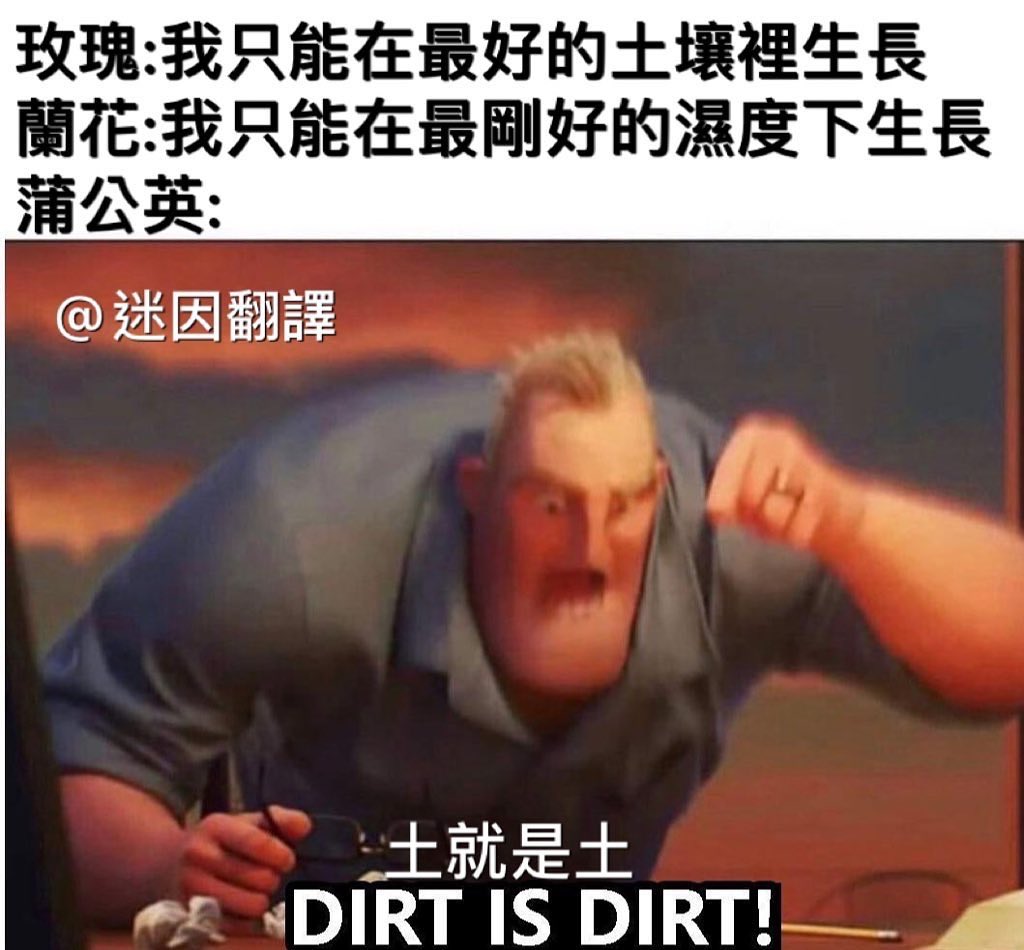 玫瑰:我只能在最好的土壤裡生長
蘭花:我只能在最剛好的濕度下生長
蒲公英:
@迷因翻譯
土就是土
DIRT IS DIRT!